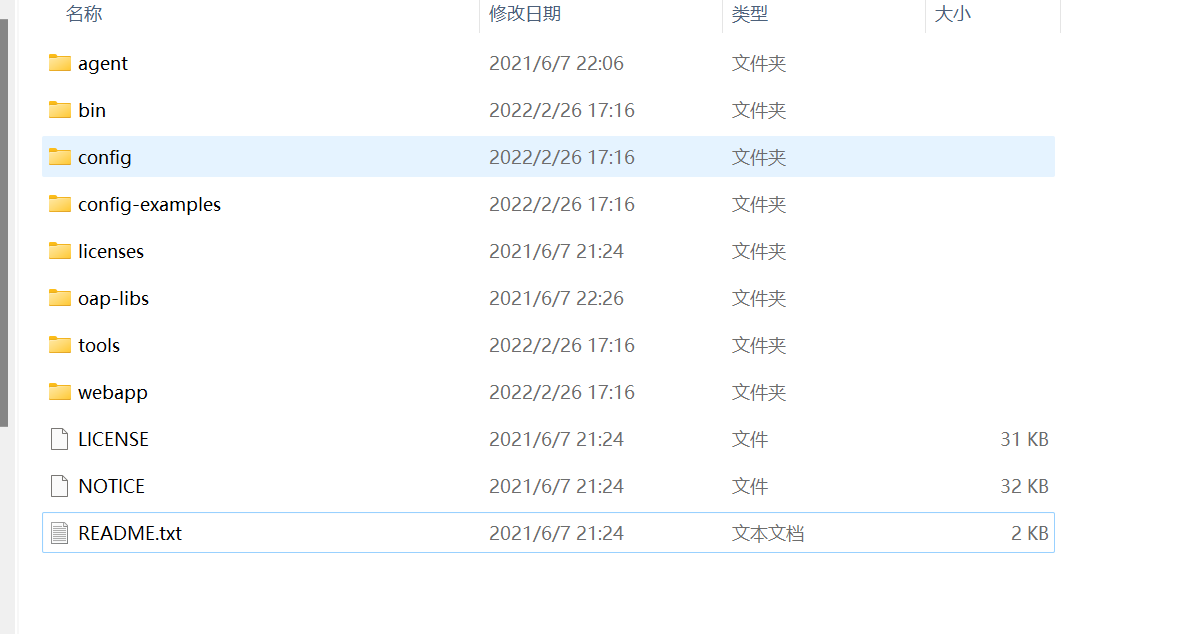 名称 修改日期 类型 大小
agent 2021/6/7 22:06 文件夹
bin 2022/2/26 17:16 文件夹
config 2022/2/26 17:16 文件夹
config-examples 2022/2/26 17:16 文件夹
licenses 2021/6/7 21:24 文件夹
oap-libs 2021/6/7 22:26 文件夹
tools 2022/2/26 17:16 文件夹
webapp 2022/2/26 17:16 文件夹
LICENSE 2021/6/7 21:24 文件 31 KB
NOTICE 2021/6/7 21:24 文件 32 KB
README.txt 2021/6/7 21:24 文本文档 2 KB